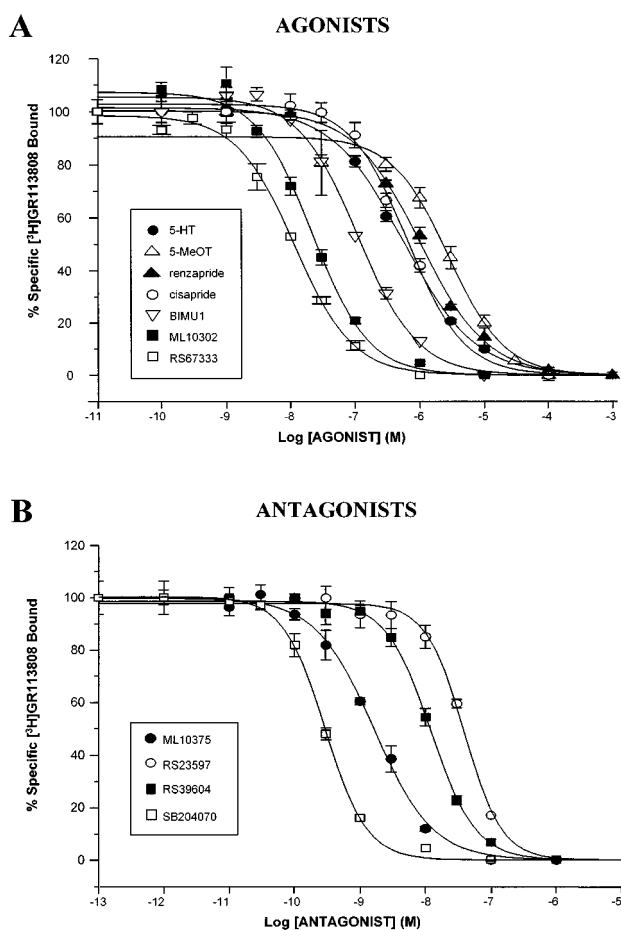 A
AGONISTS
% Specific [³H]GR113808 Bound
120
100
80
60
40
20
0
5-HT
5-MeOT
renzapride
cisapride
BIMU1
ML10302
RS67333
-11
-10
-9
-8
-7
-6
-5
-4
-3
Log [AGONIST] (M)
B
ANTAGONISTS
% Specific [³H]GR113808 Bound
120
100
80
60
40
20
0
ML10375
RS23597
RS39604
SB204070
-13
-12
-11
-10
-9
-8
-7
-6
-5
Log [ANTAGONIST] (M)